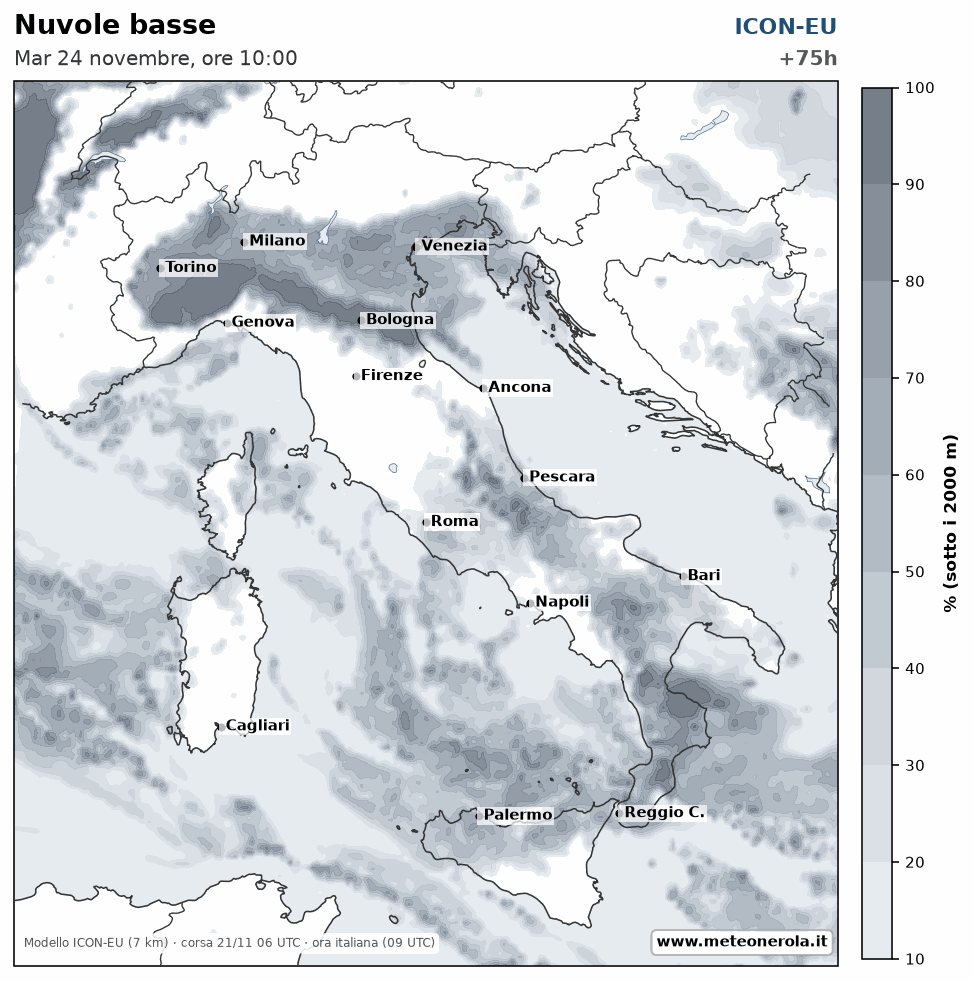 Nuvole basse
ICON-EU
Mar 24 novembre, ore 10:00
+75h
Milano
Venezia
Torino
Genova
Bologna
Firenze
Ancona
Pescara
Roma
Bari
Napoli
Cagliari
Palermo
Reggio C.
100
90
80
70
60
50
40
30
20
10
% (sotto i 2000 m)
Modello ICON-EU (7 km) · corsa 21/11 06 UTC · ora italiana (09 UTC)
www.meteonerola.it